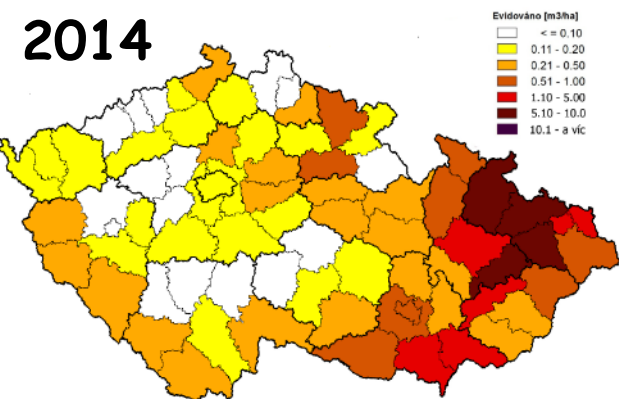 2014
Evidováno [m3/ha]
< = 0.10
0.11 - 0.20
0.21 - 0.50
0.51 - 1.00
1.10 - 5.00
5.10 - 10.0
10.1 - a víc